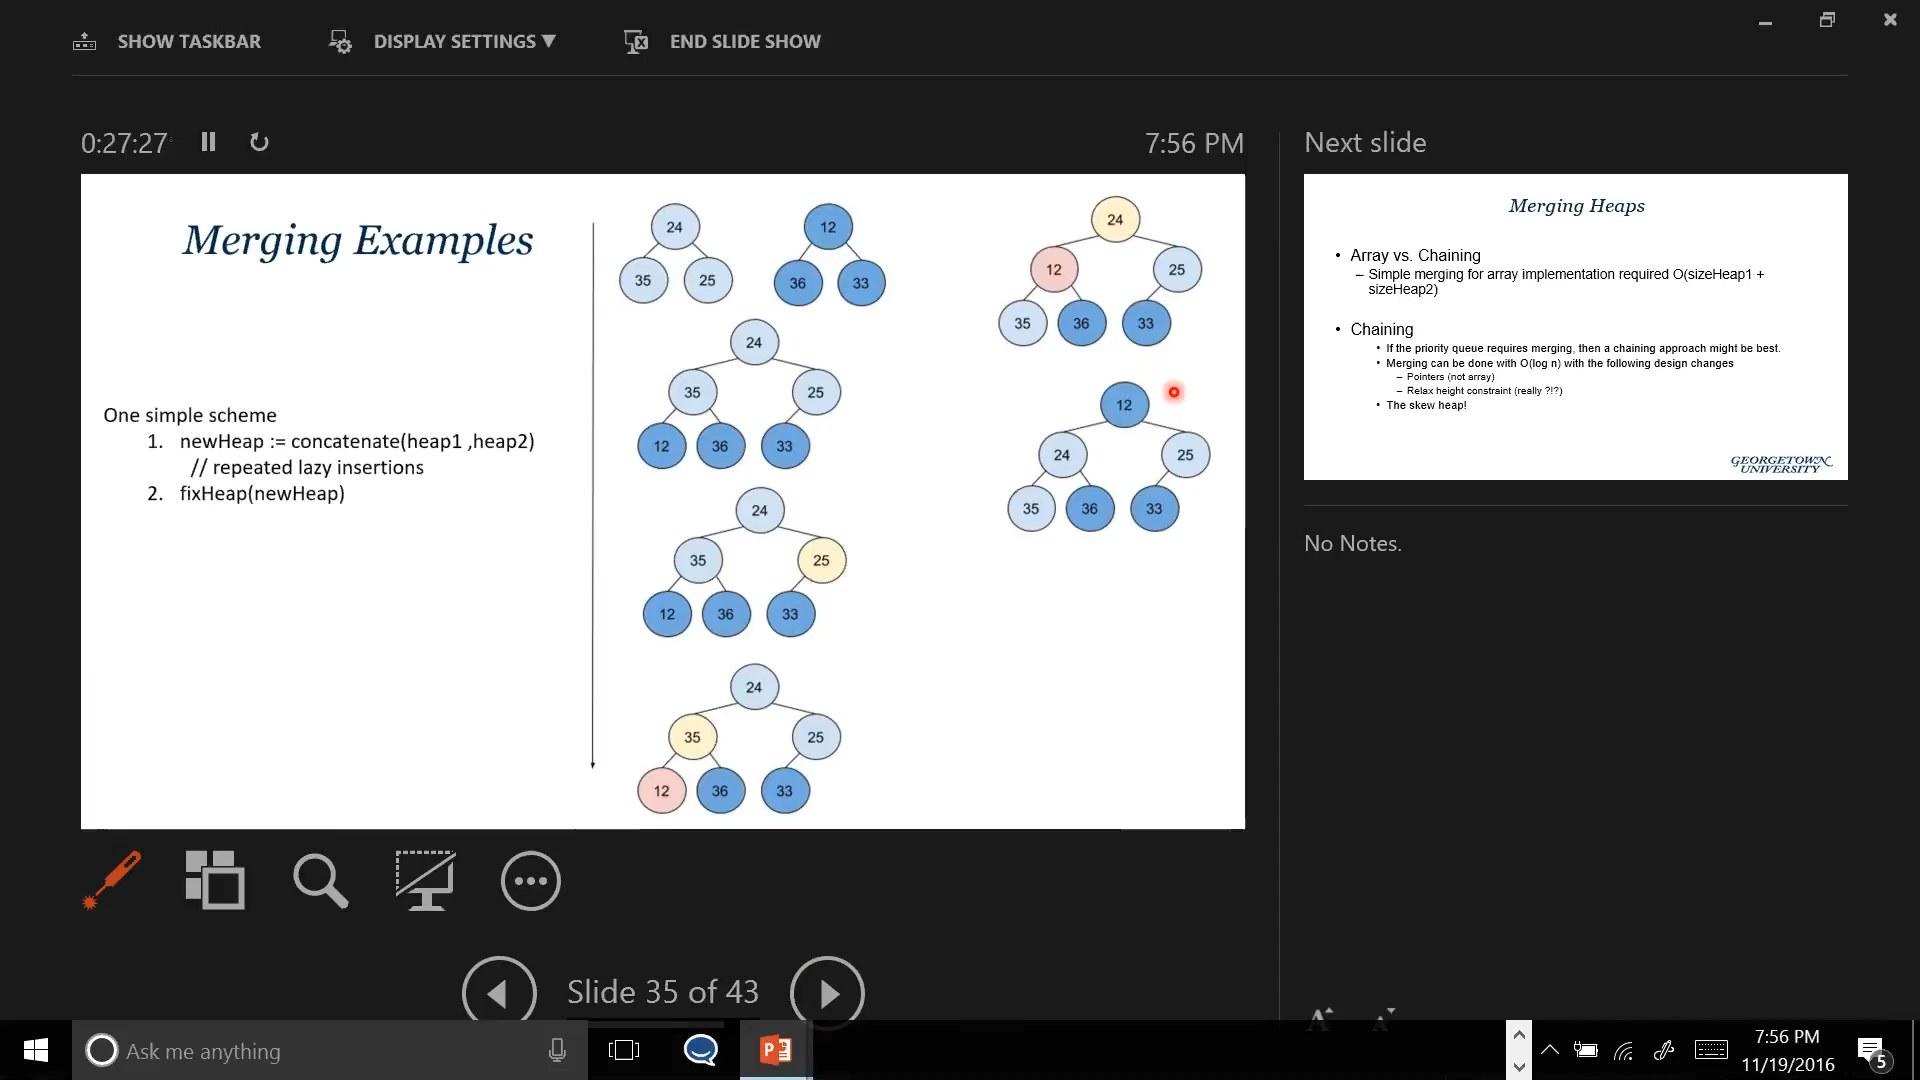 SHOW TASKBAR
DISPLAY SETTINGS ▼
END SLIDE SHOW
0:27:27
7:56 PM
Merging Examples
One simple scheme
1. newHeap := concatenate(heap1 ,heap2)
// repeated lazy insertions
2. fixHeap(newHeap)
24
35 25
12
36 33
24
35 25
12 36 33
24
35 25
12 36 33
24
35 25
12 36 33
24
12 25
35 36 33
12
24 25
35 36 33
Next slide
Merging Heaps
• Array vs. Chaining
– Simple merging for array implementation required O(sizeHeap1 +
sizeHeap2)
• Chaining
• If the priority queue requires merging, then a chaining approach might be best.
• Merging can be done with O(log n) with the following design changes
– Pointers (not array)
– Relax height constraint (really ?!?)
• The skew heap!
GEORGETOWN
UNIVERSITY
No Notes.
Slide 35 of 43
A A
Ask me anything
P
7:56 PM
11/19/2016
5